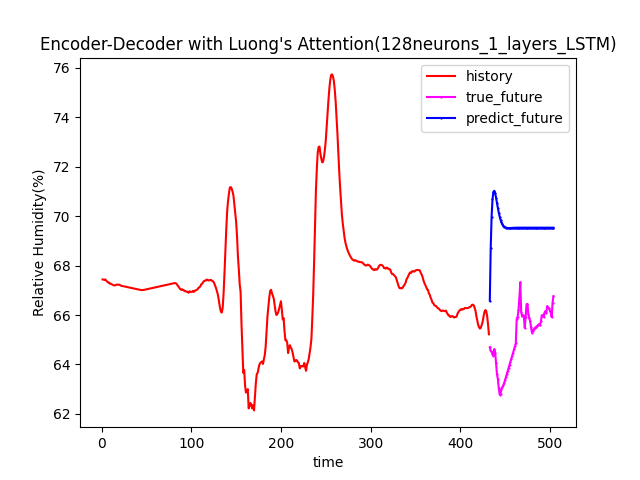 Encoder-Decoder with Luong's Attention(128neurons_1_layers_LSTM)
history
true_future
predict_future
Relative Humidity(%)
76
74
72
70
68
66
64
62
0 100 200 300 400 500
time